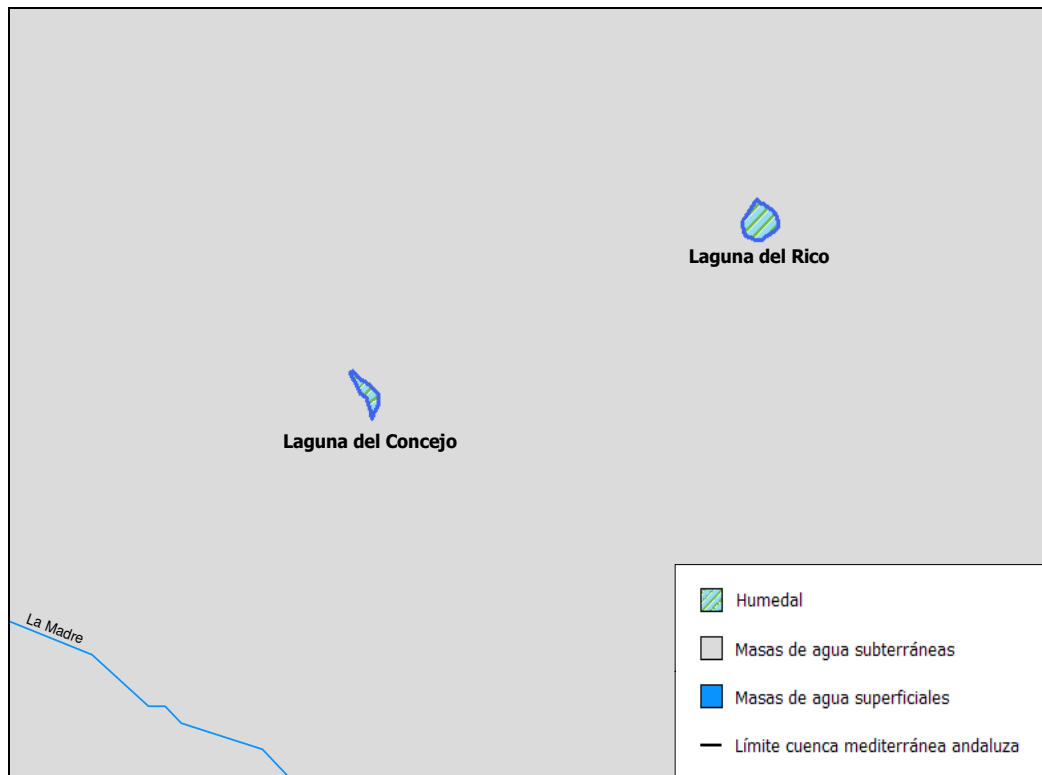 Laguna del Rico
Laguna del Concejo
La Madre
Humedal
Masas de agua subterráneas
Masas de agua superficiales
Límite cuenca mediterránea andaluza